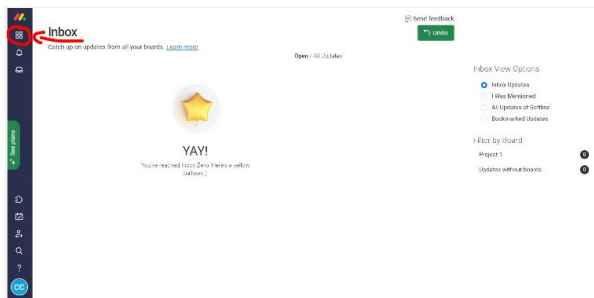 Send feedback
Inbox
Undo
Catch up on updates from all your boards. Learn more
Open / All Updates
Inbox View Options
Inbox Updates
I Was Mentioned
All Updates of Softline
Bookmarked Updates
See plans
Filter by Board
YAY!
Project 1 0
You've reached Inbox Zero. Here's a yellow
balloon :)
Updates without boards 0
?
CC